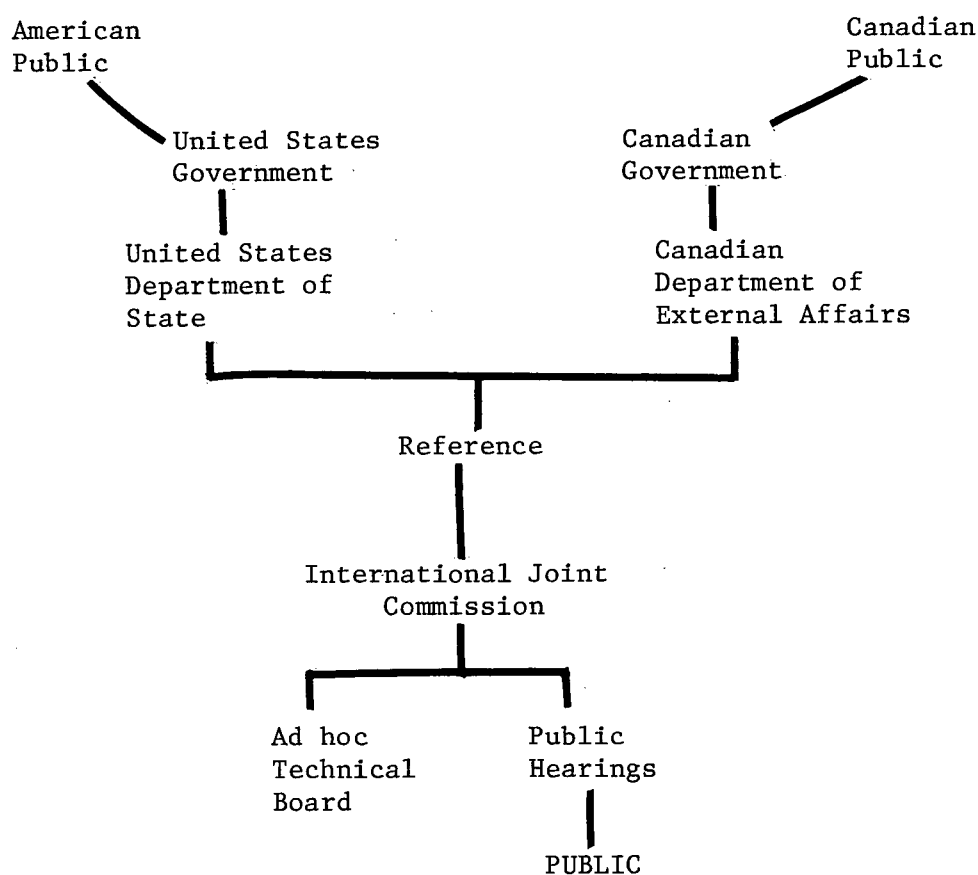 American
Public
Canadian
Public
United States
Government
Canadian
Government
United States
Department of
State
Canadian
Department of
External Affairs
Reference
International Joint
Commission
Ad hoc
Technical
Board
Public
Hearings
PUBLIC